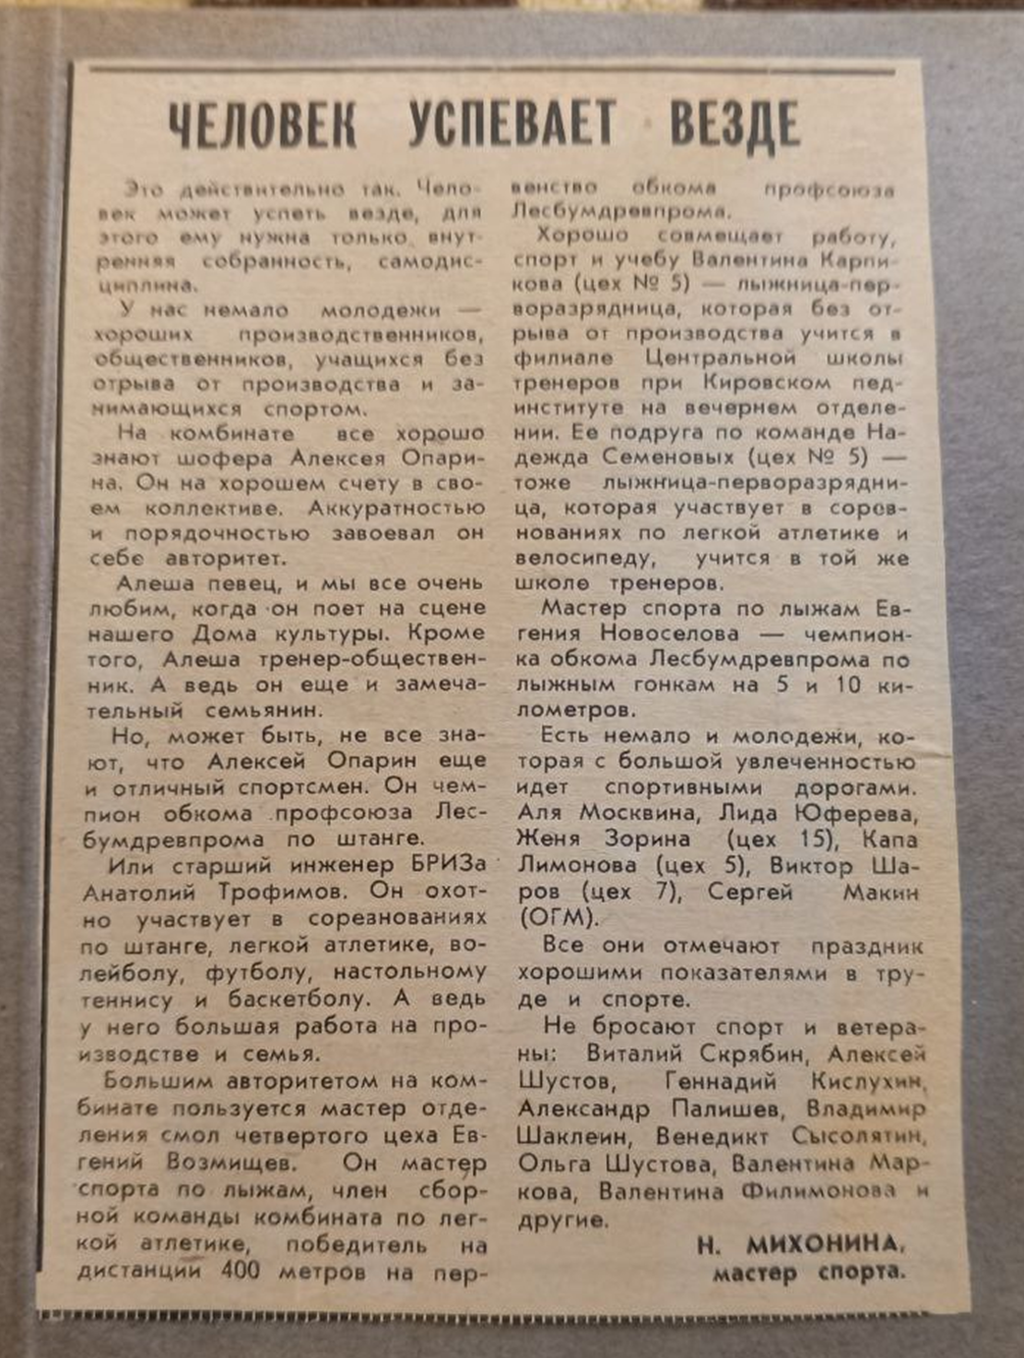 ЧЕЛОВЕК УСПЕВАЕТ ВЕЗДЕ
Это действительно так. Чело-
век может успеть везде, для
этого ему нужна только внут-
ренняя собранность, самодис-
циплина.
У нас немало молодежи —
хороших производственников,
общественников, учащихся без
отрыва от производства и за-
нимающихся спортом.
На комбинате все хорошо
знают шофера Алексея Опари-
на. Он на хорошем счету в сво-
ем коллективе. Аккуратностью
и порядочностью завоевал он
себе авторитет.
Алеша певец, и мы все очень
любим, когда он поет на сцене
нашего Дома культуры. Кроме
того, Алеша тренер-обществен-
ник. А ведь он еще и замеча-
тельный семьянин.
Но, может быть, не все зна-
ют, что Алексей Опарин еще
и отличный спортсмен. Он чем-
пион обкома профсоюза Лес-
бумдревпрома по штанге.
Или старший инженер БРИЗа
Анатолий Трофимов. Он охот-
но участвует в соревнованиях
по штанге, легкой атлетике, во-
лейболу, футболу, настольному
теннису и баскетболу. А ведь
у него большая работа на про-
изводстве и семья.
Большим авторитетом на ком-
бинате пользуется мастер отде-
ления смол четвертого цеха Ев-
гений Возмищев. Он мастер
спорта по лыжам, член сбор-
ной команды комбината по лег-
кой атлетике, победитель на
дистанции 400 метров на пер-
венство обкома профсоюза
Лесбумдревпрома.
Хорошо совмещает работу,
спорт и учебу Валентина Карпи-
кова (цех № 5) — лыжница-пер-
воразрядница, которая без от-
рыва от производства учится в
филиале Центральной школы
тренеров при Кировском пед-
институте на вечернем отделе-
нии. Ее подруга по команде На-
дежда Семеновых (цех № 5) —
тоже лыжница-перворазрядни-
ца, которая участвует в сорев-
нованиях по легкой атлетике и
велосипеду, учится в той же
школе тренеров.
Мастер спорта по лыжам Ев-
гения Новоселова — чемпион-
ка обкома Лесбумдревпрома по
лыжным гонкам на 5 и 10 ки-
лометров.
Есть немало и молодежи, ко-
торая с большой увлеченностью
идет спортивными дорогами.
Аля Москвина, Лида Юферева,
Женя Зорина (цех 15), Капа
Лимонова (цех 5), Виктор Ша-
ров (цех 7), Сергей Макин
(ОГМ).
Все они отмечают праздник
хорошими показателями в тру-
де и спорте.
Не бросают спорт и ветера-
ны: Виталий Скрябин, Алексей
Шустов, Геннадий Кислухин,
Александр Палишев, Владимир
Шаклеин, Венедикт Сысолятин,
Ольга Шустова, Валентина Мар-
кова, Валентина Филимонова и
другие.
Н. МИХОНИНА,
мастер спорта.